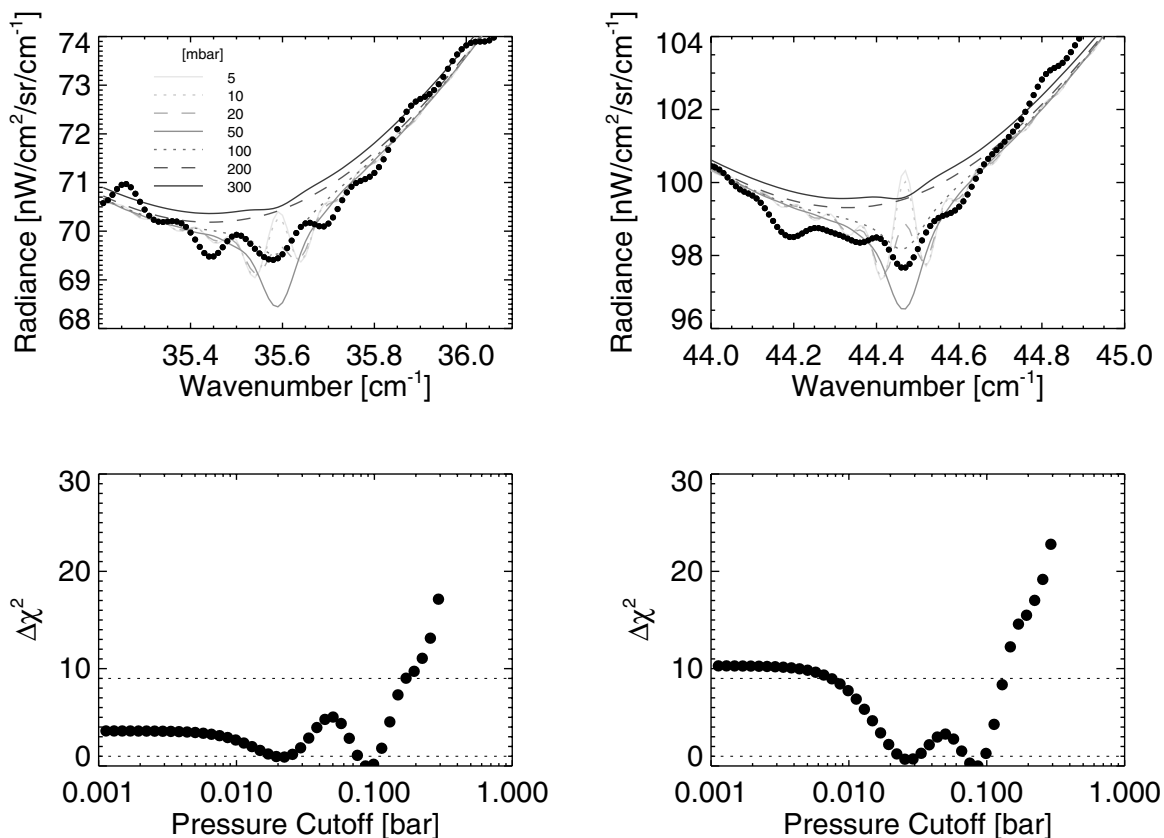 74
73
72
71
70
69
68
Radiance [nW/cm²/sr/cm⁻¹]
[mbar]
5
10
20
50
100
200
300
35.4 35.6 35.8 36.0
Wavenumber [cm⁻¹]
104
102
100
98
96
Radiance [nW/cm²/sr/cm⁻¹]
44.0 44.2 44.4 44.6 44.8 45.0
Wavenumber [cm⁻¹]
30
20
10
0
Δχ²
0.001 0.010 0.100 1.000
Pressure Cutoff [bar]
30
20
10
0
Δχ²
0.001 0.010 0.100 1.000
Pressure Cutoff [bar]